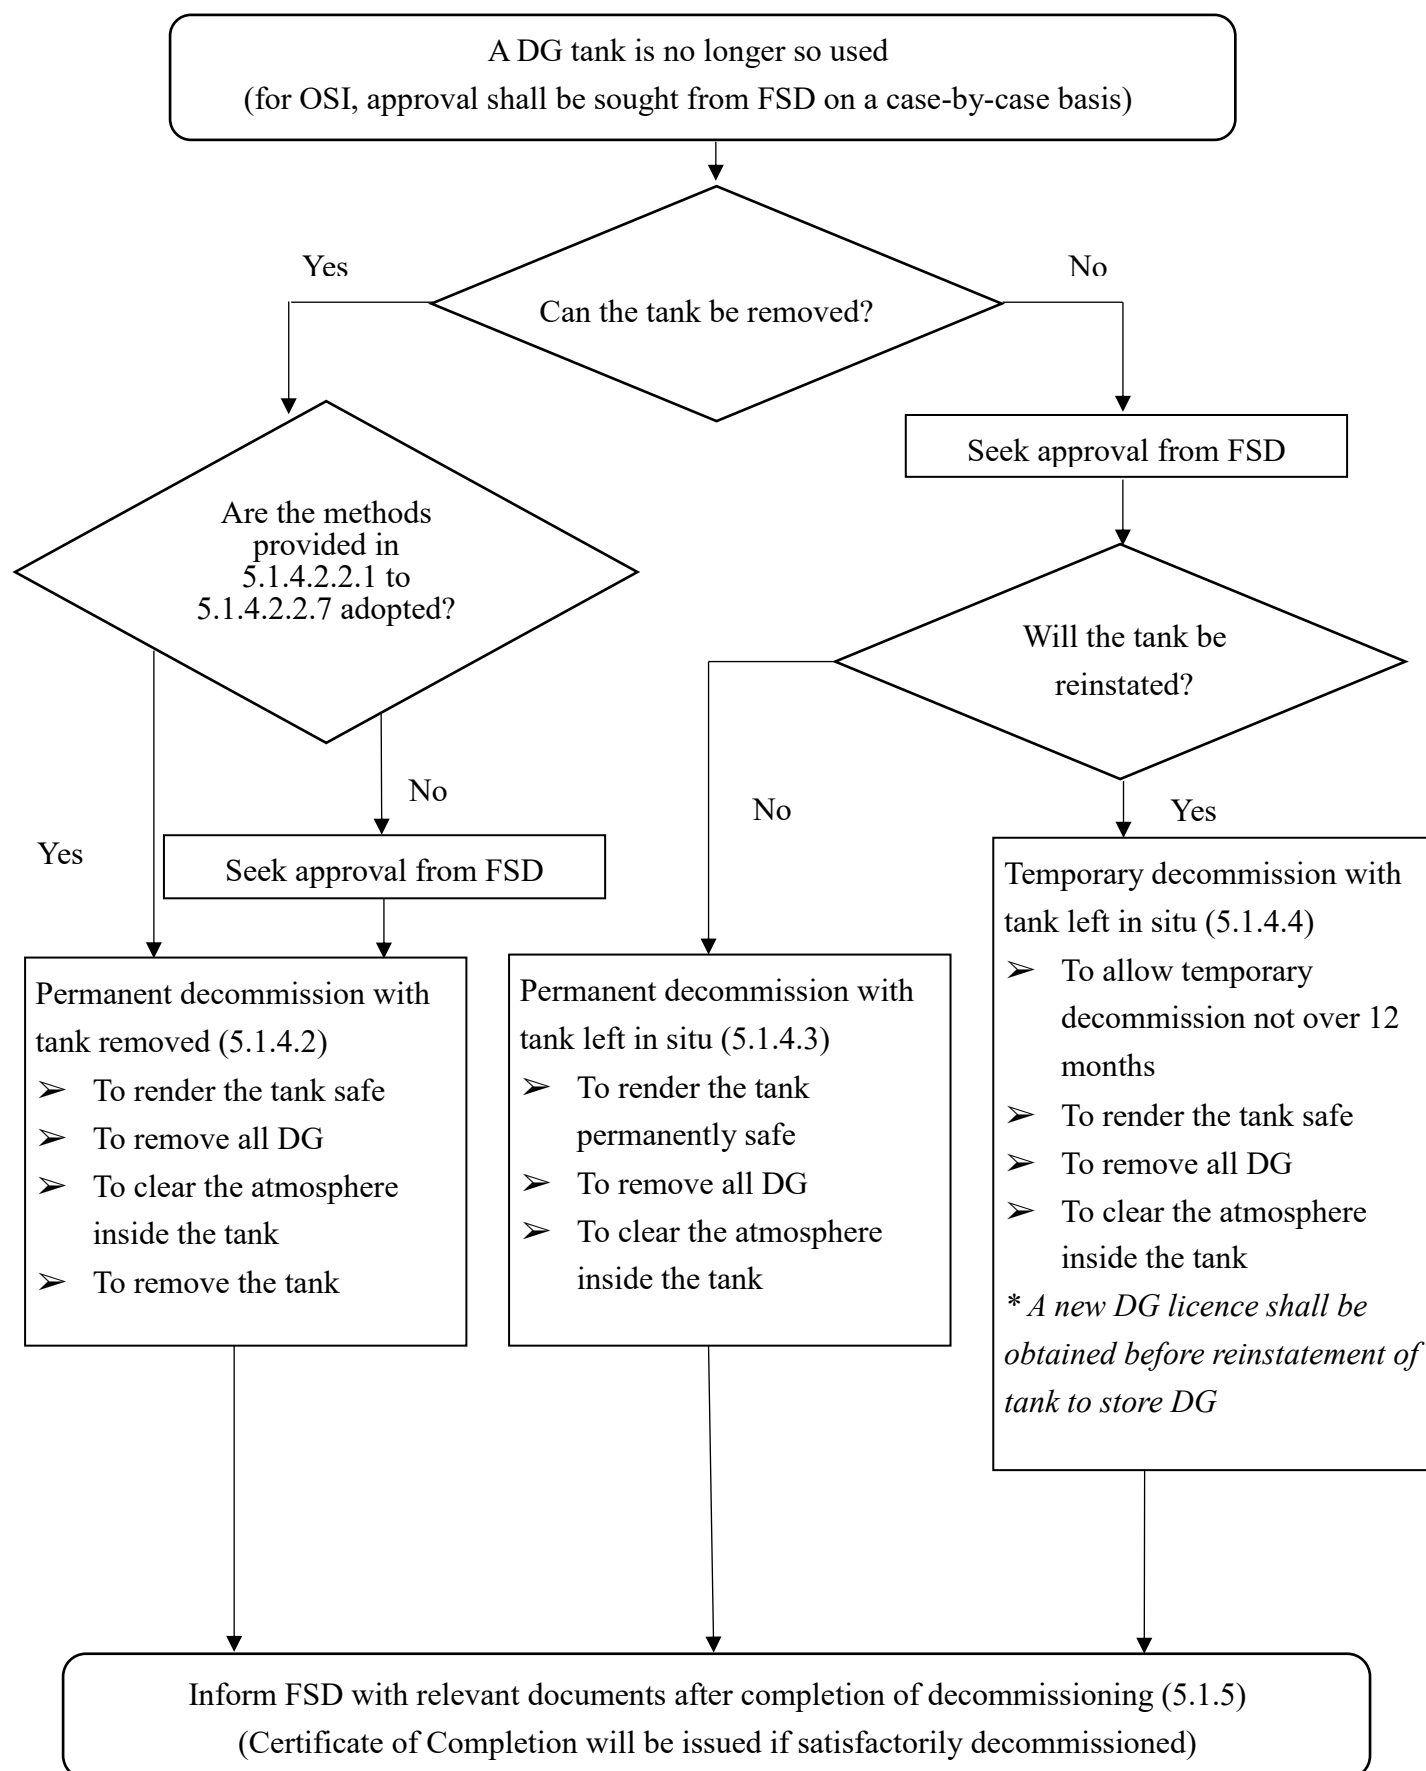 A DG tank is no longer so used
(for OSI, approval shall be sought from FSD on a case-by-case basis)
Yes
No
Can the tank be removed?
Seek approval from FSD
Are the methods
provided in
5.1.4.2.2.1 to
5.1.4.2.2.7 adopted?
Will the tank be
reinstated?
No
No
Yes
Yes
Seek approval from FSD
Permanent decommission with
tank removed (5.1.4.2)
➢ To render the tank safe
➢ To remove all DG
➢ To clear the atmosphere
inside the tank
➢ To remove the tank
Permanent decommission with
tank left in situ (5.1.4.3)
➢ To render the tank
permanently safe
➢ To remove all DG
➢ To clear the atmosphere
inside the tank
Temporary decommission with
tank left in situ (5.1.4.4)
➢ To allow temporary
decommission not over 12
months
➢ To render the tank safe
➢ To remove all DG
➢ To clear the atmosphere
inside the tank
* A new DG licence shall be
obtained before reinstatement of
tank to store DG
Inform FSD with relevant documents after completion of decommissioning (5.1.5)
(Certificate of Completion will be issued if satisfactorily decommissioned)